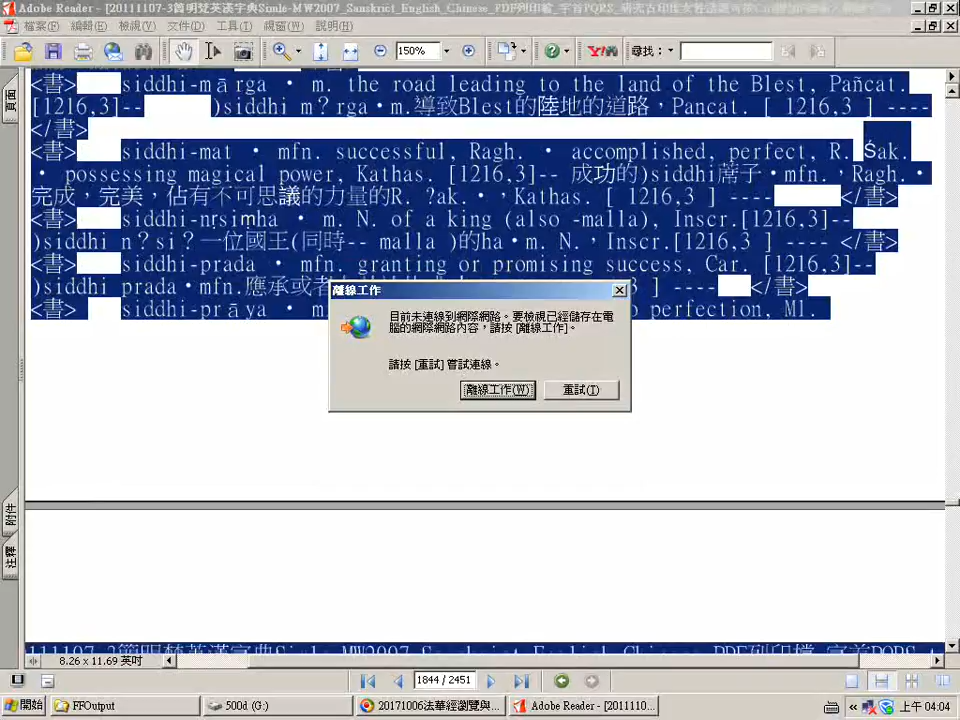 Adobe Reader - [20111107-3簡明梵英漢字典Simle-MW2007_Sanskrict_English_Chinese_PDF列印檔_字首PQRS
檔案(F) 編輯(E) 檢視(V) 文件(D) 工具(T) 視窗(W) 說明(H)
150% ? Y! 尋找:
頁面
<書> siddhi-mārga • m. the road leading to the land of the Blest, Pañcat.
[1216,3]-- )siddhi m?rga•m.導致Blest的陸地的道路,Pancat. [ 1216,3 ] ----
</書>
<書> siddhi-mat • mfn. successful, Ragh. • accomplished, perfect, R. Śak.
• possessing magical power, Kathas. [1216,3]-- 成功的)siddhi蓆子•mfn.,Ragh.•
完成,完美,佔有不可思議的力量的R. ?ak.•,Kathas. [ 1216,3 ] ---- </書>
<書> siddhi-nṛsiṃha • m. N. of a king (also -malla), Inscr.[1216,3]--
)siddhi n?si?一位國王(同時-- malla )的ha•m. N.,Inscr.[1216,3 ] ---- </書>
<書> siddhi-prada • mfn. granting or promising success, Car. [1216,3]--
)siddhi prada•mfn.應承或者 3 ] ---- </書>
<書> siddhi-prāya • m. perfection, Ml.
離線工作
目前未連線到網際網路。要檢視已經儲存在電
腦的網際網路內容,請按 [離線工作]。
請按 [重試] 嘗試連線。
離線工作(W) 重試(T)
附件
注釋
8.26 x 11.69 英吋
1844 / 2451
開始 FFOutput 500d (G:) 20171006法華經瀏覽與... Adobe Reader - [2011110... 上午 04:04